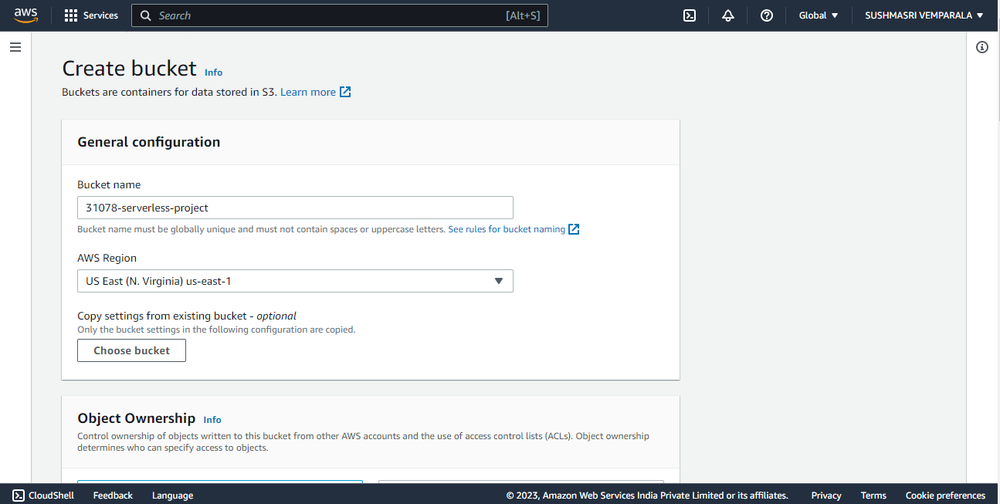 aws Services Search [Alt+S] Global SUSHMASRI VEMPARALA
Create bucket Info
Buckets are containers for data stored in S3. Learn more
General configuration
Bucket name
31078-serverless-project
Bucket name must be globally unique and must not contain spaces or uppercase letters. See rules for bucket naming
AWS Region
US East (N. Virginia) us-east-1
Copy settings from existing bucket - optional
Only the bucket settings in the following configuration are copied.
Choose bucket
Object Ownership Info
Control ownership of objects written to this bucket from other AWS accounts and the use of access control lists (ACLs). Object ownership
determines who can specify access to objects.
CloudShell Feedback Language © 2023, Amazon Web Services India Private Limited or its affiliates. Privacy Terms Cookie preferences